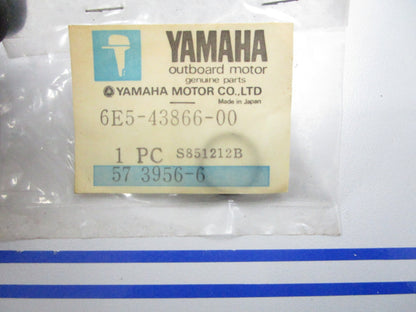 YAMAHA
outboard motor
genuine parts
YAMAHA MOTOR CO.,LTD
Made in Japan
6E5-43866-00
1 PC S851212B
57 3956-6